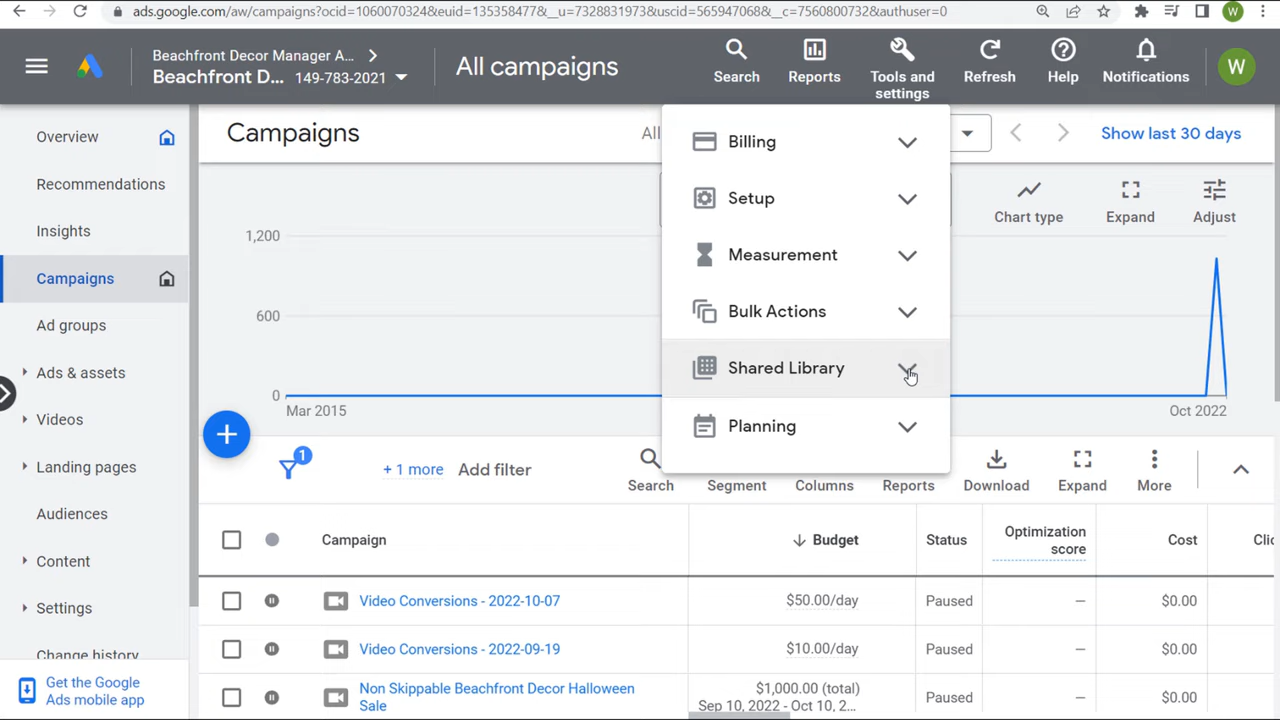 ads.google.com/aw/campaigns?ocid=1060070324&euid=1353584477&__u=7328831973&uscid=565947068&__c=7560800732&authuser=0
W
Beachfront Decor Manager A...
Beachfront D... 149-783-2021
All campaigns
Search
Reports
Tools and
settings
Refresh
Help
Notifications
W
Overview
Recommendations
Insights
Campaigns
Ad groups
Ads & assets
Videos
Landing pages
Audiences
Content
Settings
Change history
Get the Google
Ads mobile app
Campaigns
All
Show last 30 days
Billing
Setup
Measurement
Bulk Actions
Shared Library
Planning
Chart type
Expand
Adjust
1,200
600
0
Mar 2015
Oct 2022
1
+ 1 more
Add filter
Search
Segment
Columns
Reports
Download
Expand
More
Campaign
Budget
Status
Optimization
score
Cost
Clic
Video Conversions - 2022-10-07
$50.00/day
Paused
–
$0.00
Video Conversions - 2022-09-19
$10.00/day
Paused
–
$0.00
Non Skippable Beachfront Decor Halloween
Sale
$1,000.00 (total)
Sep 10, 2022 - Oct 10, 2...
Paused
–
$0.00